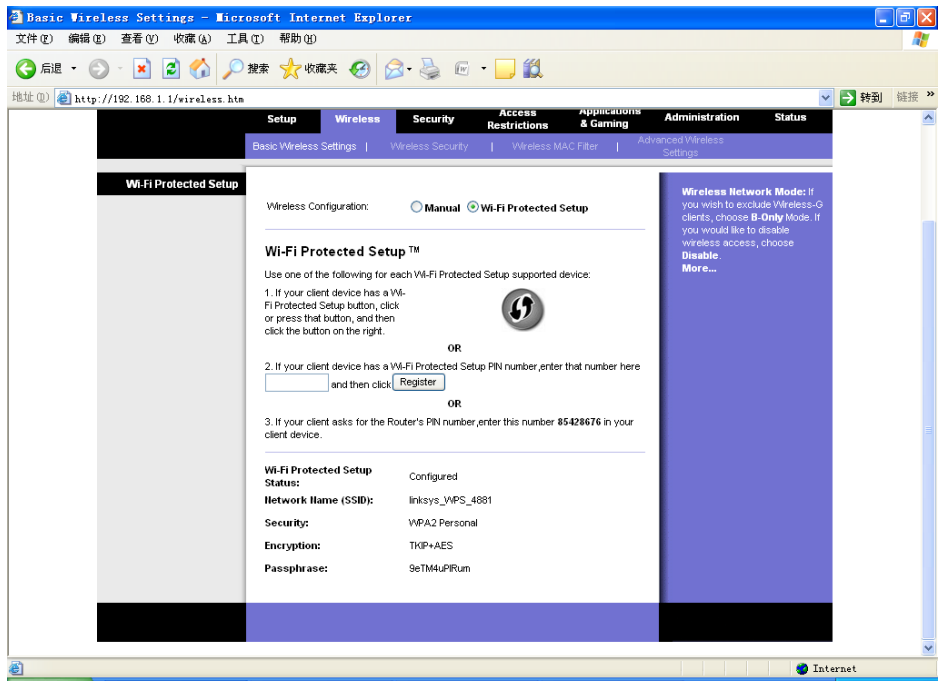 Basic Wireless Settings - Microsoft Internet Explorer
文件(F) 编辑(E) 查看(V) 收藏(A) 工具(T) 帮助(H)
后退 搜索 收藏夹
地址(D) http://192.168.1.1/wireless.htm 转到 链接 »
Setup Wireless Security Access Restrictions Applications & Gaming Administration Status
Basic Wireless Settings | Wireless Security | Wireless MAC Filter | Advanced Wireless Settings
Wi-Fi Protected Setup
Wireless Configuration: Manual Wi-Fi Protected Setup
Wi-Fi Protected Setup ™
Use one of the following for each Wi-Fi Protected Setup supported device:
1. If your client device has a Wi-
Fi Protected Setup button, click
or press that button, and then
click the button on the right.
OR
2. If your client device has a Wi-Fi Protected Setup PIN number,enter that number here
and then click Register
OR
3. If your client asks for the Router's PIN number,enter this number 85428676 in your
client device.
Wi-Fi Protected Setup
Status: Configured
Network Name (SSID): linksys_WPS_4881
Security: WPA2 Personal
Encryption: TKIP+AES
Passphrase: 9eTM4uPlRum
Wireless Network Mode: If
you wish to exclude Wireless-G
clients, choose B-Only Mode. If
you would like to disable
wireless access, choose
Disable.
More...
Internet